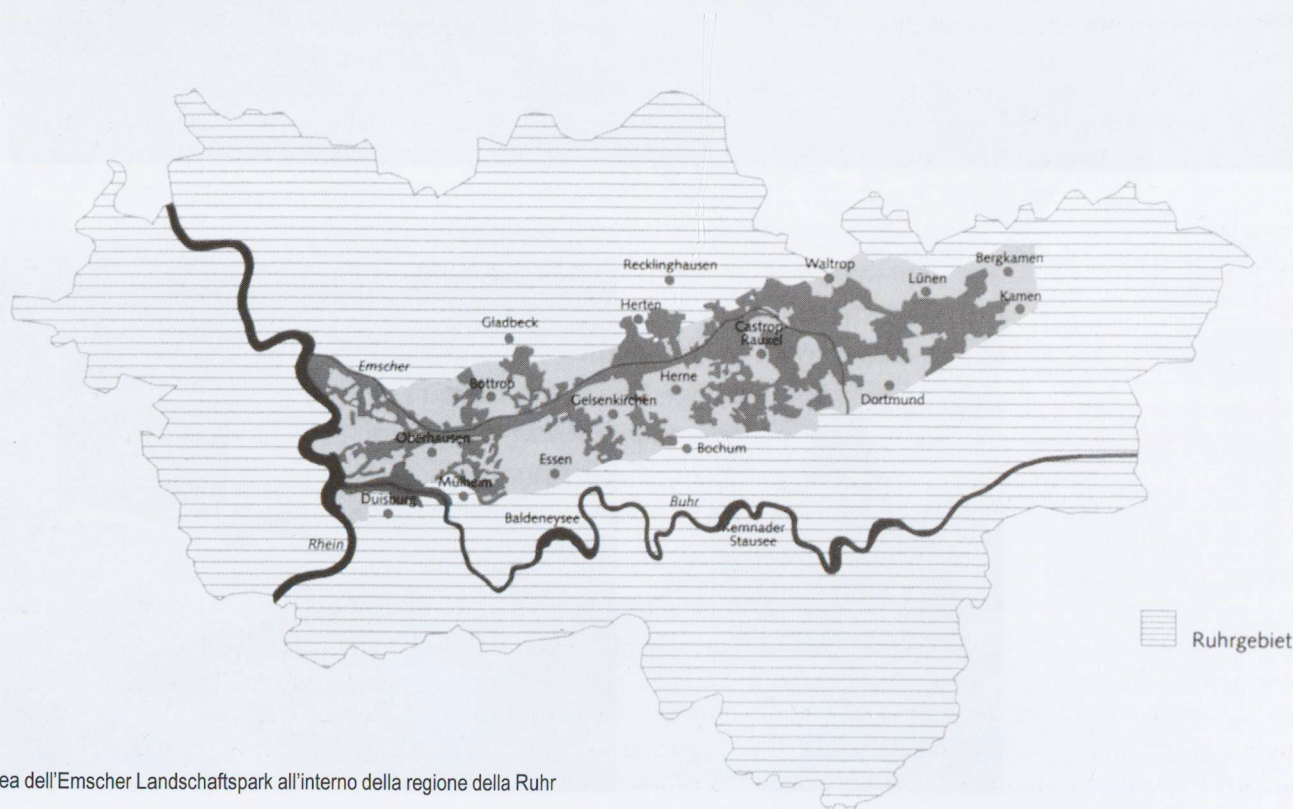 Recklinghausen
Waltrop
Bergkamen
Lünen
Kamen
Herten
Gladbeck
Castrop-
Rauxel
Emscher
Bottrop
Herne
Gelsenkirchen
Dortmund
Oberhausen
Bochum
Essen
Mülheim
Duisburg
Baldeneysee
Buhr
Kemnader
Stausee
Rhein
Ruhrgebiet
ea dell'Emscher Landschaftspark all'interno della regione della Ruhr